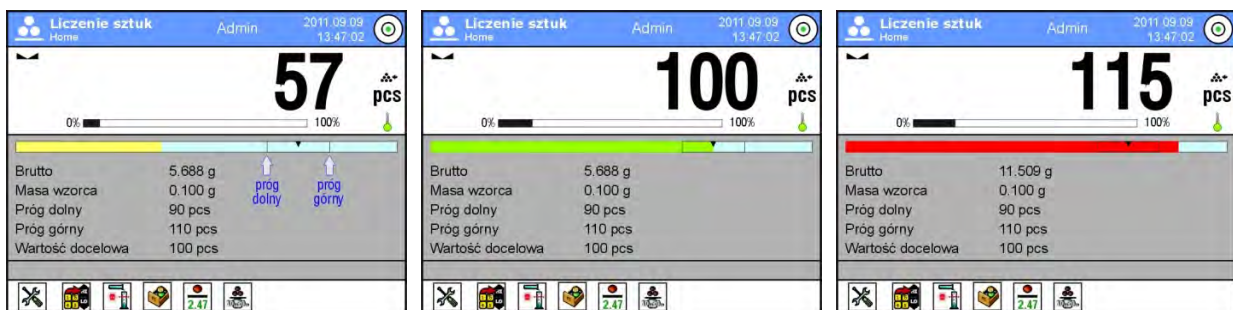 Liczenie sztuk Admin 2011.09.09
Home 13:47:02
57
pcs
0% 100%
Brutto 5.688 g
Masa wzorca 0.100 g
Próg dolny 90 pcs
Próg górny 110 pcs
Wartość docelowa 100 pcs
próg dolny
próg górny
2.47
Liczenie sztuk Admin 2011.09.09
Home 13:47:02
100
pcs
0% 100%
Brutto 5.688 g
Masa wzorca 0.100 g
Próg dolny 90 pcs
Próg górny 110 pcs
Wartość docelowa 100 pcs
2.47
Liczenie sztuk Admin 2011.09.09
Home 13:47:02
115
pcs
0% 100%
Brutto 11.509 g
Masa wzorca 0.100 g
Próg dolny 90 pcs
Próg górny 110 pcs
Wartość docelowa 100 pcs
2.47